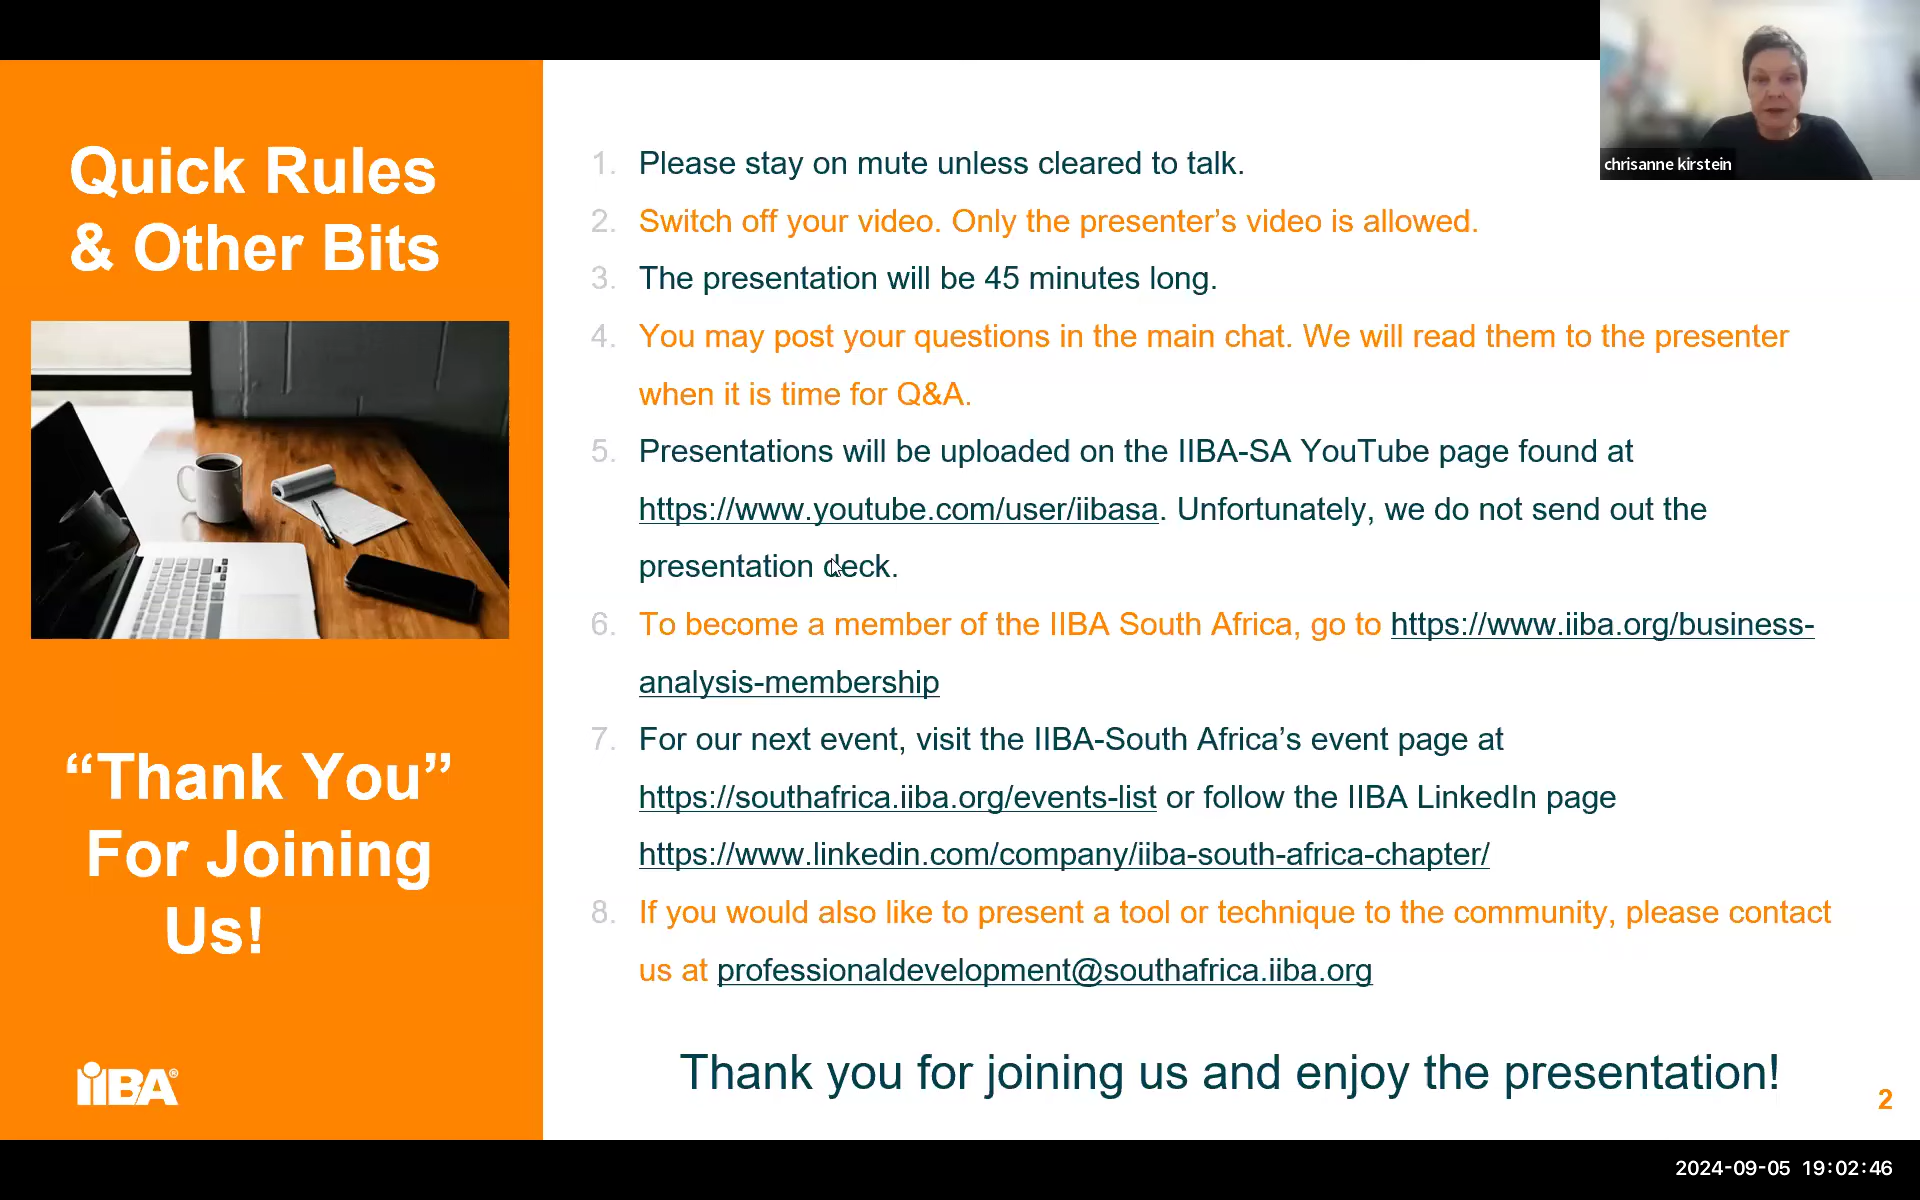 Quick Rules
& Other Bits
“Thank You”
For Joining
Us!
iiBA®
1. Please stay on mute unless cleared to talk.
2. Switch off your video. Only the presenter’s video is allowed.
3. The presentation will be 45 minutes long.
4. You may post your questions in the main chat. We will read them to the presenter
when it is time for Q&A.
5. Presentations will be uploaded on the IIBA-SA YouTube page found at
https://www.youtube.com/user/iibasa. Unfortunately, we do not send out the
presentation deck.
6. To become a member of the IIBA South Africa, go to https://www.iiba.org/business-
analysis-membership
7. For our next event, visit the IIBA-South Africa’s event page at
https://southafrica.iiba.org/events-list or follow the IIBA LinkedIn page
https://www.linkedin.com/company/iiba-south-africa-chapter/
8. If you would also like to present a tool or technique to the community, please contact
us at professionaldevelopment@southafrica.iiba.org
Thank you for joining us and enjoy the presentation!
2
chrisanne kirstein
2024-09-05 19:02:46